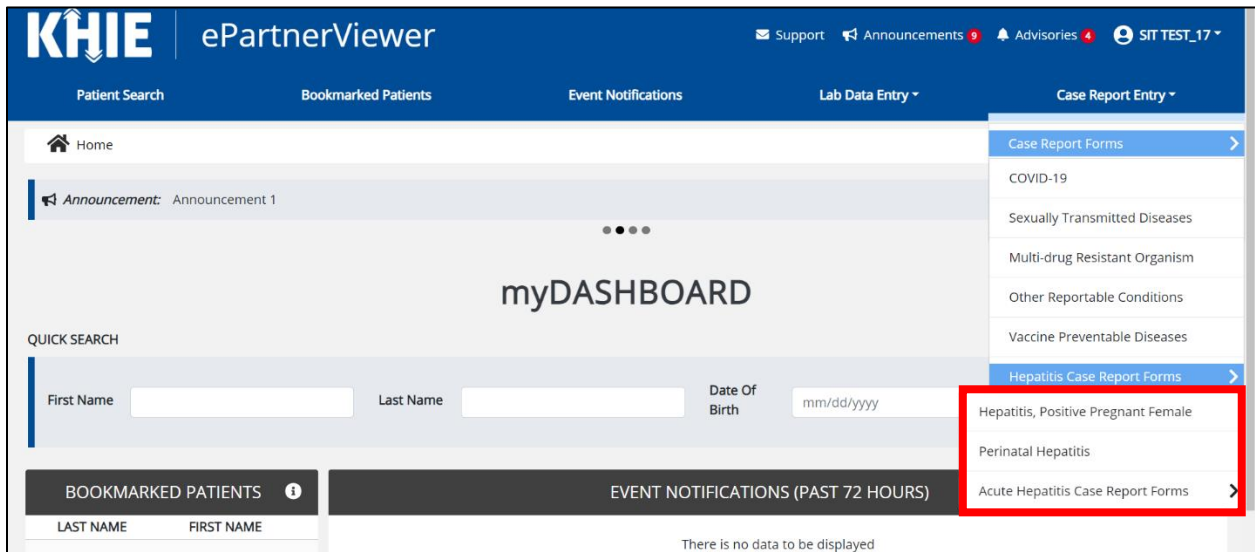 KHIE ePartnerViewer Support Announcements 9 Advisories 4 SIT TEST_17
Patient Search Bookmarked Patients Event Notifications Lab Data Entry Case Report Entry
Home
Case Report Forms
COVID-19
Announcement: Announcement 1
Sexually Transmitted Diseases
Multi-drug Resistant Organism
myDASHBOARD
Other Reportable Conditions
QUICK SEARCH
Vaccine Preventable Diseases
Hepatitis Case Report Forms
First Name Last Name Date Of Birth mm/dd/yyyy
Hepatitis, Positive Pregnant Female
Perinatal Hepatitis
Acute Hepatitis Case Report Forms
BOOKMARKED PATIENTS EVENT NOTIFICATIONS (PAST 72 HOURS)
LAST NAME FIRST NAME
There is no data to be displayed